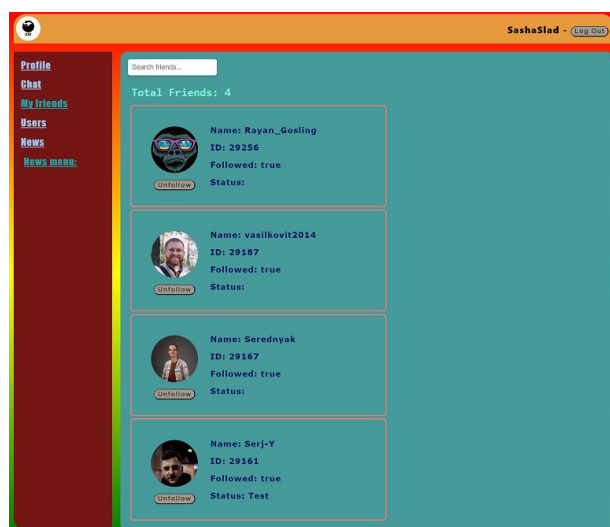 CAT
SashaSlad - Log Out
Profile
Chat
My friends
Users
News
News menu:
Search friends...
Total Friends: 4
Name: Rayan_Gosling
ID: 29256
Followed: true
Status:
Unfollow
Name: vasilkovit2014
ID: 29187
Followed: true
Status:
Unfollow
Name: Serednyak
ID: 29167
Followed: true
Status:
Unfollow
Name: Serj-Y
ID: 29161
Followed: true
Status: Test
Unfollow